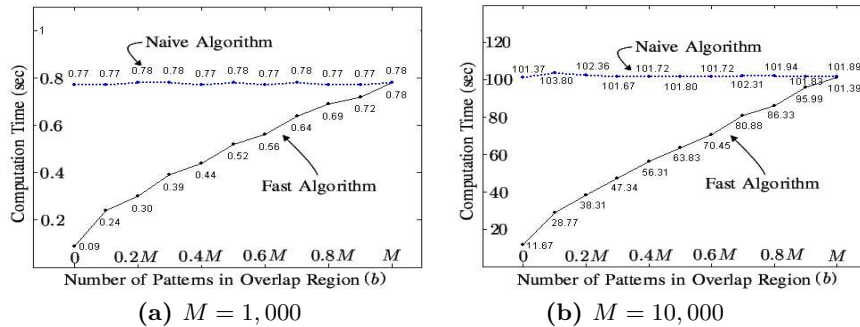 1
0.8
0.6
0.4
0.2
Computation Time (sec)
Naive Algorithm
0.77 0.77 0.78 0.78 0.77 0.78 0.77 0.78 0.77 0.77 0.78
0.09 0.24 0.30 0.39 0.44 0.52 0.56 0.64 0.69 0.72 0.78
Fast Algorithm
0 0.2M 0.4M 0.6M 0.8M M
Number of Patterns in Overlap Region (b)
(a) M = 1,000
120
100
80
60
40
20
Computation Time (sec)
Naive Algorithm
101.37 103.80 102.36 101.67 101.72 101.80 101.72 102.31 101.94 101.83 101.89
11.67 28.77 38.31 47.34 56.31 63.83 70.45 80.88 86.33 95.99 101.39
Fast Algorithm
0 0.2M 0.4M 0.6M 0.8M M
Number of Patterns in Overlap Region (b)
(b) M = 10,000